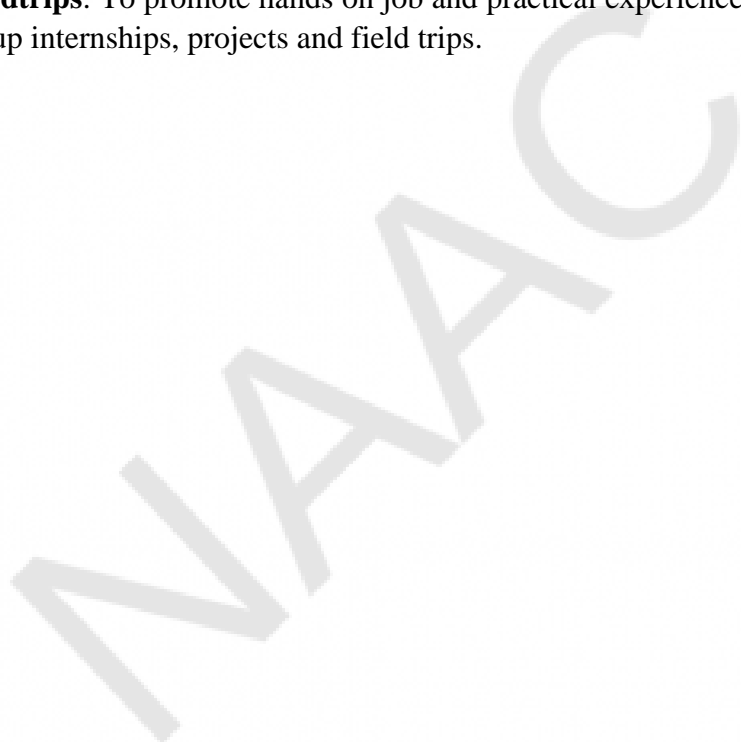 dtrips. To promote hands on job and practical experience
up internships, projects and field trips.
NAAC